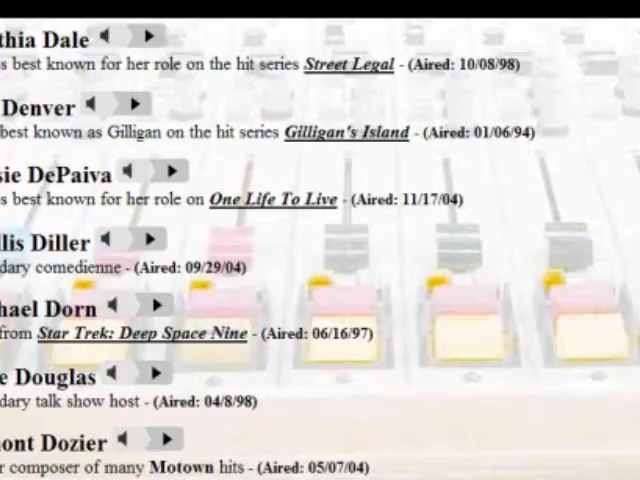 thia Dale
s best known for her role on the hit series Street Legal - (Aired: 10/08/98)
Denver
best known as Gilligan on the hit series Gilligan's Island - (Aired: 01/06/94)
sie DePaiva
s best known for her role on One Life To Live - (Aired: 11/17/04)
llis Diller
dary comedienne - (Aired: 09/29/04)
hael Dorn
from Star Trek: Deep Space Nine - (Aired: 06/16/97)
e Douglas
dary talk show host - (Aired: 04/8/98)
ont Dozier
r composer of many Motown hits - (Aired: 05/07/04)